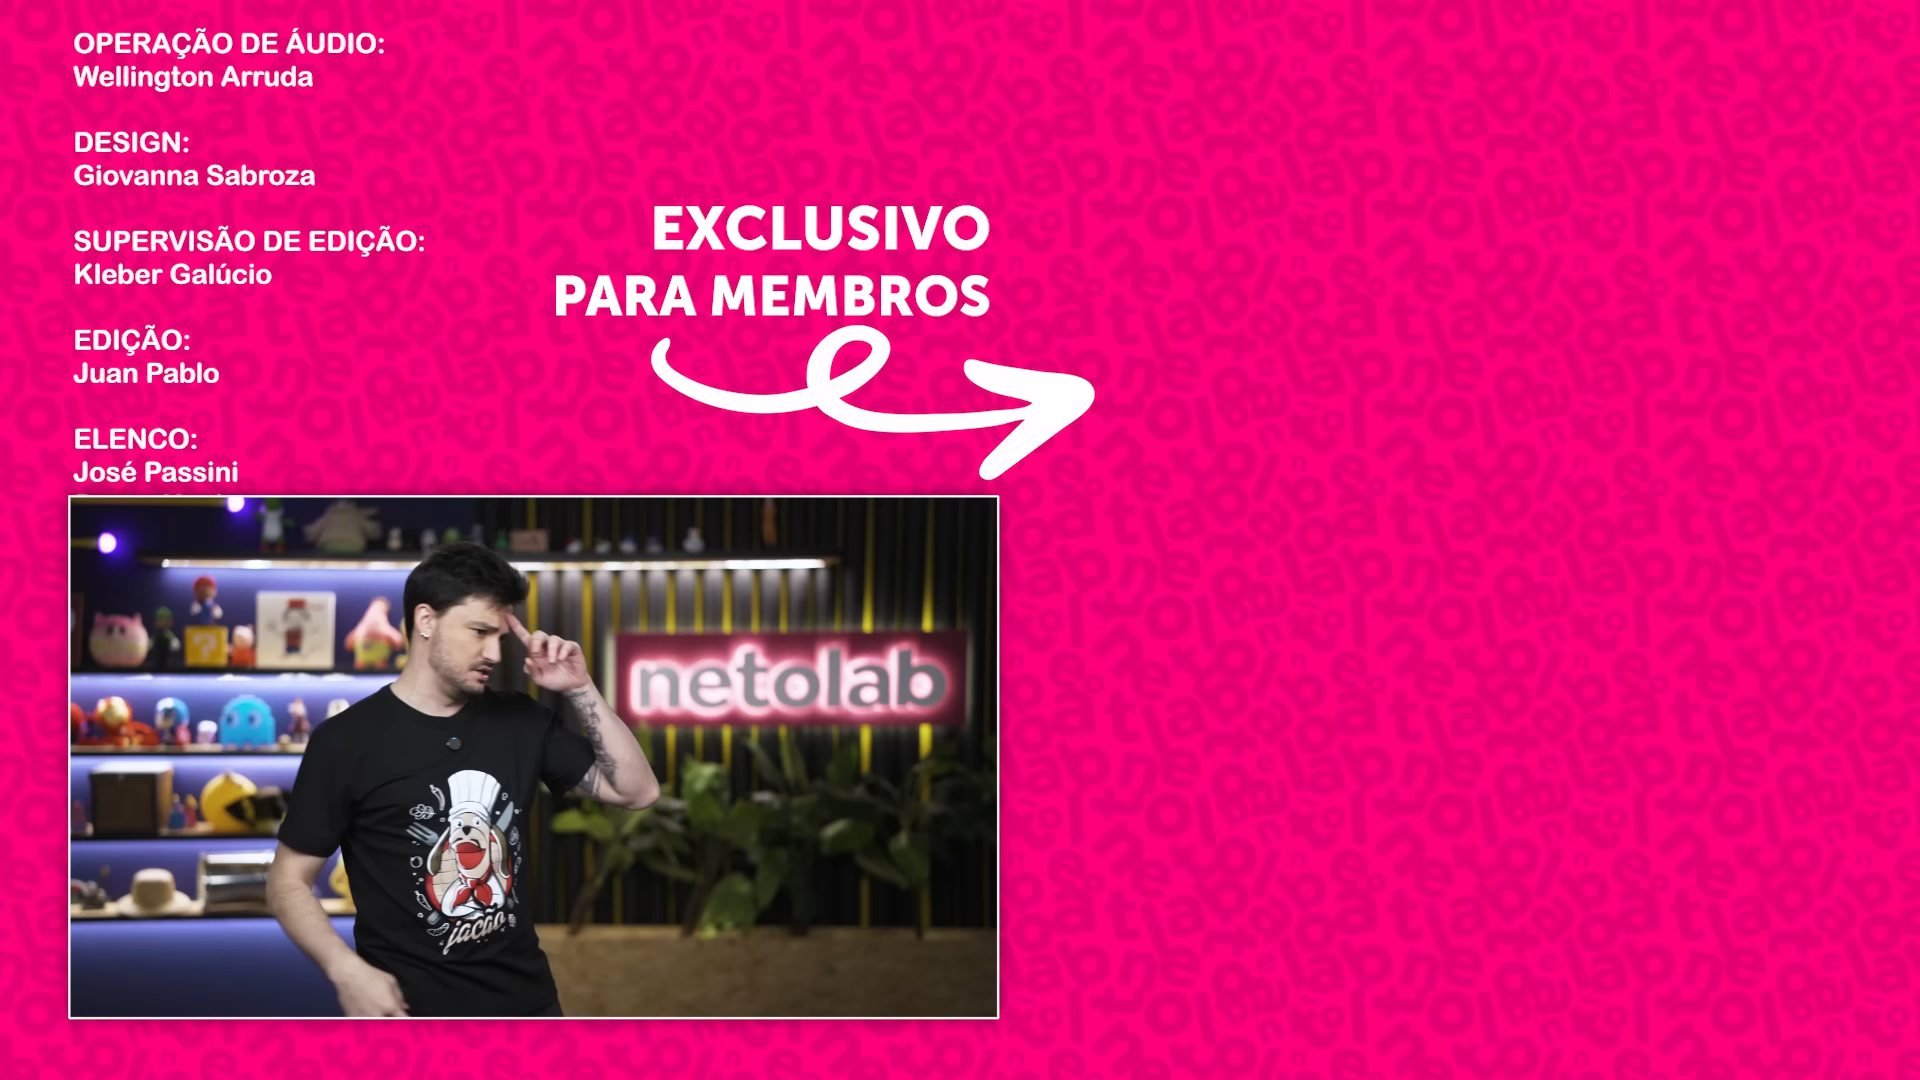 OPERAÇÃO DE ÁUDIO:
Wellington Arruda
DESIGN:
Giovanna Sabroza
SUPERVISÃO DE EDIÇÃO:
Kleber Galúcio
EDIÇÃO:
Juan Pablo
ELENCO:
José Passini
EXCLUSIVO
PARA MEMBROS
netolab
jacão